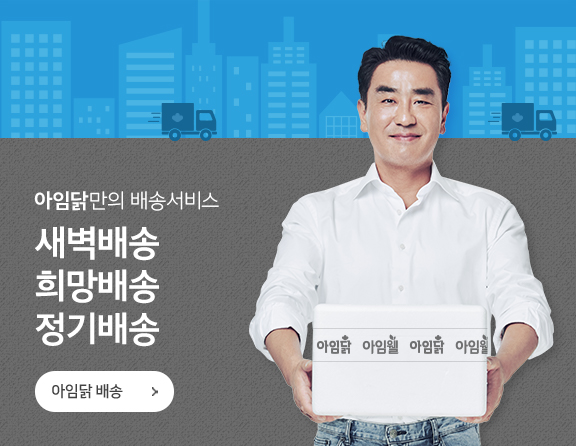 아임닭만의 배송서비스
새벽배송
희망배송
정기배송
아임닭 배송
아임닭 아임웰 아임닭 아임웰